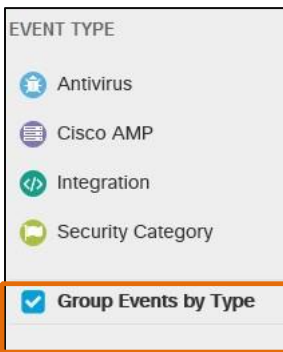 EVENT TYPE
Antivirus
Cisco AMP
Integration
Security Category
Group Events by Type